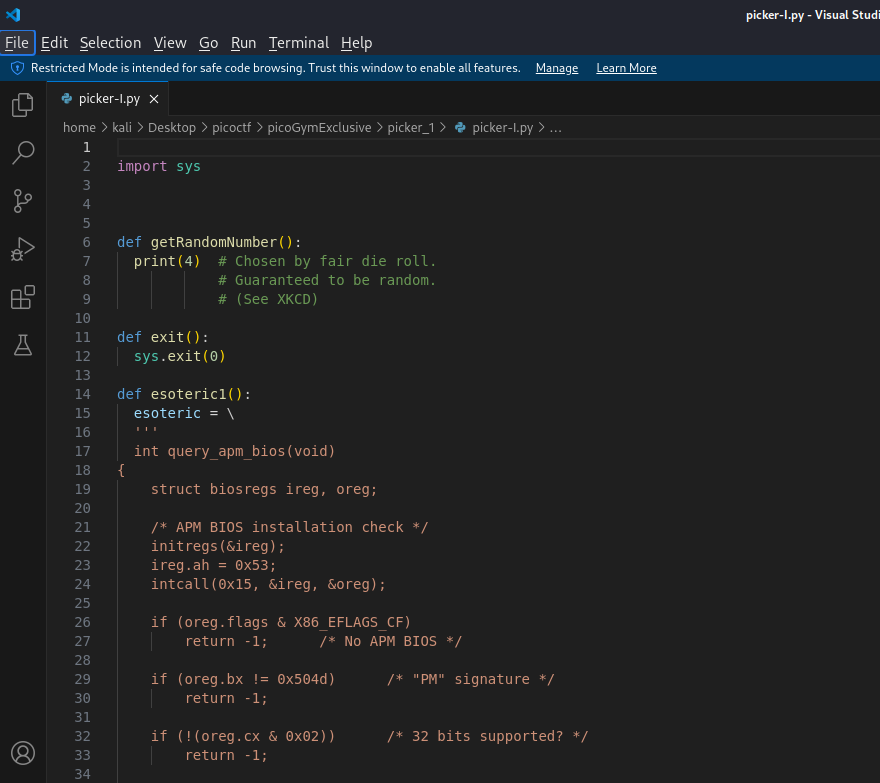 picker-I.py - Visual Studi
File Edit Selection View Go Run Terminal Help
Restricted Mode is intended for safe code browsing. Trust this window to enable all features. Manage Learn More
picker-I.py
home > kali > Desktop > picoctf > picoGymExclusive > picker_1 > picker-I.py > ...
1
2 import sys
3
4
5
6 def getRandomNumber():
7 print(4)  # Chosen by fair die roll.
8 # Guaranteed to be random.
9 # (See XKCD)
10
11 def exit():
12 sys.exit(0)
13
14 def esoteric1():
15 esoteric = \
16 '''
17 int query_apm_bios(void)
18 {
19 struct biosregs ireg, oreg;
20
21 /* APM BIOS installation check */
22 initregs(&ireg);
23 ireg.ah = 0x53;
24 intcall(0x15, &ireg, &oreg);
25
26 if (oreg.flags & X86_EFLAGS_CF)
27 return -1;      /* No APM BIOS */
28
29 if (oreg.bx != 0x504d)      /* "PM" signature */
30 return -1;
31
32 if (!(oreg.cx & 0x02))      /* 32 bits supported? */
33 return -1;
34